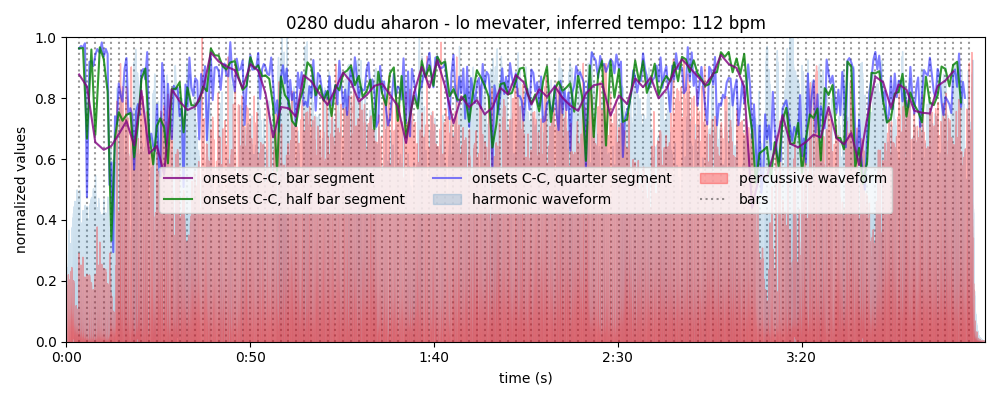 0280 dudu aharon - lo mevater, inferred tempo: 112 bpm
normalized values
1.0
0.8
0.6
0.4
0.2
0.0
onsets C-C, bar segment
onsets C-C, half bar segment
onsets C-C, quarter segment
harmonic waveform
percussive waveform
bars
0:00
0:50
1:40
2:30
3:20
time (s)